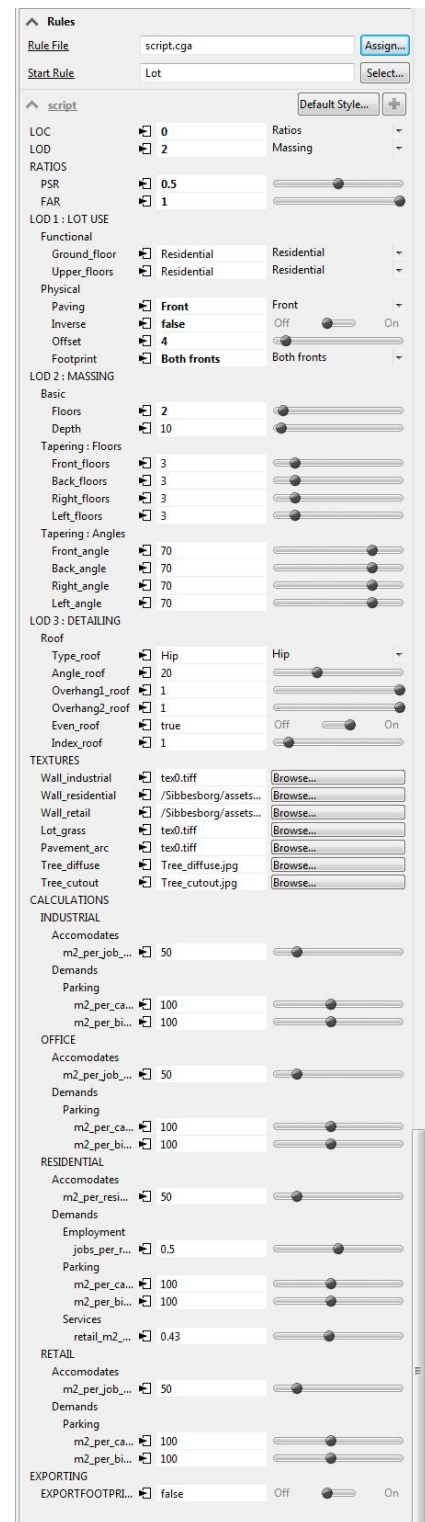 Rules
Rule File script.cga Assign...
Start Rule Lot Select...
script Default Style...
LOC 0 Ratios
LOD 2 Massing
RATIOS
PSR 0.5
FAR 1
LOD 1 : LOT USE
Functional
Ground_floor Residential Residential
Upper_floors Residential Residential
Physical
Paving Front Front
Inverse false Off On
Offset 4
Footprint Both fronts Both fronts
LOD 2 : MASSING
Basic
Floors 2
Depth 10
Tapering : Floors
Front_floors 3
Back_floors 3
Right_floors 3
Left_floors 3
Tapering : Angles
Front_angle 70
Back_angle 70
Right_angle 70
Left_angle 70
LOD 3 : DETAILING
Roof
Type_roof Hip Hip
Angle_roof 20
Overhang1_roof 1
Overhang2_roof 1
Even_roof true Off On
Index_roof 1
TEXTURES
Wall_industrial tex0.tiff Browse...
Wall_residential /Sibbesborg/assets... Browse...
Wall_retail /Sibbesborg/assets... Browse...
Lot_grass tex0.tiff Browse...
Pavement_arc tex0.tiff Browse...
Tree_diffuse Tree_diffuse.jpg Browse...
Tree_cutout Tree_cutout.jpg Browse...
CALCULATIONS
INDUSTRIAL
Accomodates
m2_per_job_... 50
Demands
Parking
m2_per_ca... 100
m2_per_bi... 100
OFFICE
Accomodates
m2_per_job_... 50
Demands
Parking
m2_per_ca... 100
m2_per_bi... 100
RESIDENTIAL
Accomodates
m2_per_resi... 50
Demands
Employment
jobs_per_r... 0.5
Parking
m2_per_ca... 100
m2_per_bi... 100
Services
retail_m2_... 0.43
RETAIL
Accomodates
m2_per_job_... 50
Demands
Parking
m2_per_ca... 100
m2_per_bi... 100
EXPORTING
EXPORTFOOTPRI... false Off On